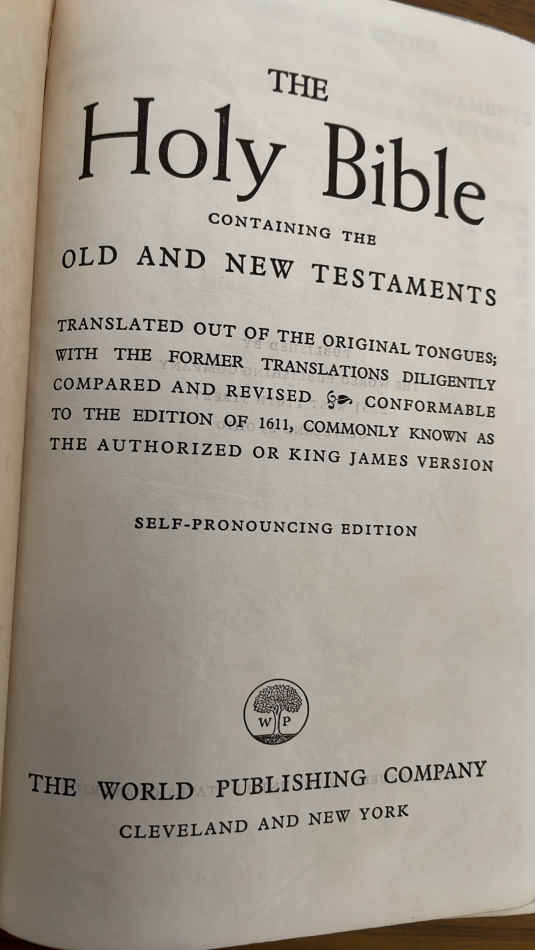 THE
Holy Bible
CONTAINING THE
OLD AND NEW TESTAMENTS
TRANSLATED OUT OF THE ORIGINAL TONGUES;
WITH THE FORMER TRANSLATIONS DILIGENTLY
COMPARED AND REVISED CONFORMABLE
TO THE EDITION OF 1611, COMMONLY KNOWN AS
THE AUTHORIZED OR KING JAMES VERSION
SELF-PRONOUNCING EDITION
W P
THE WORLD PUBLISHING COMPANY
CLEVELAND AND NEW YORK